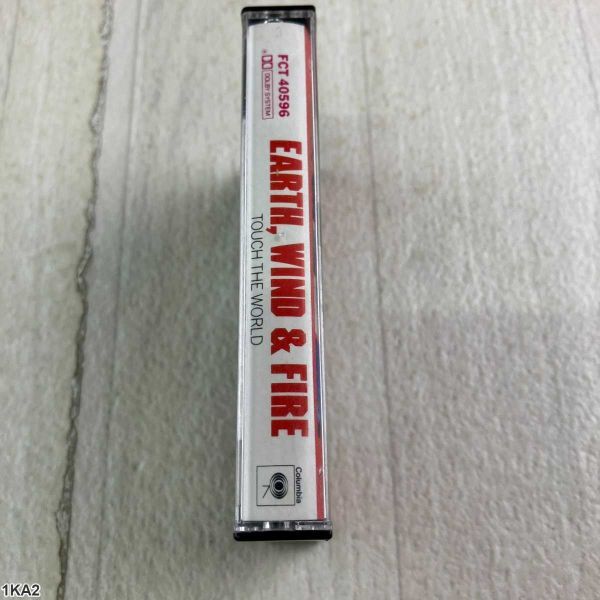 FCT 40596
DOLBY SYSTEM
EARTH, WIND & FIRE
TOUCH THE WORLD
Columbia
1KA2